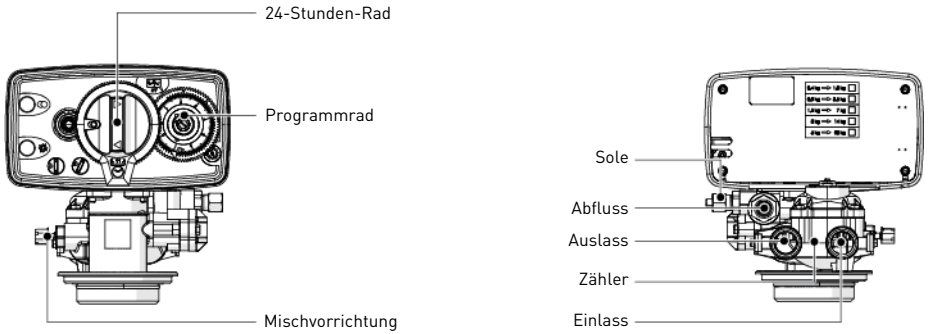 24-Stunden-Rad
Programmrad
Mischvorrichtung
Sole
Abfluss
Auslass
Zähler
Einlass